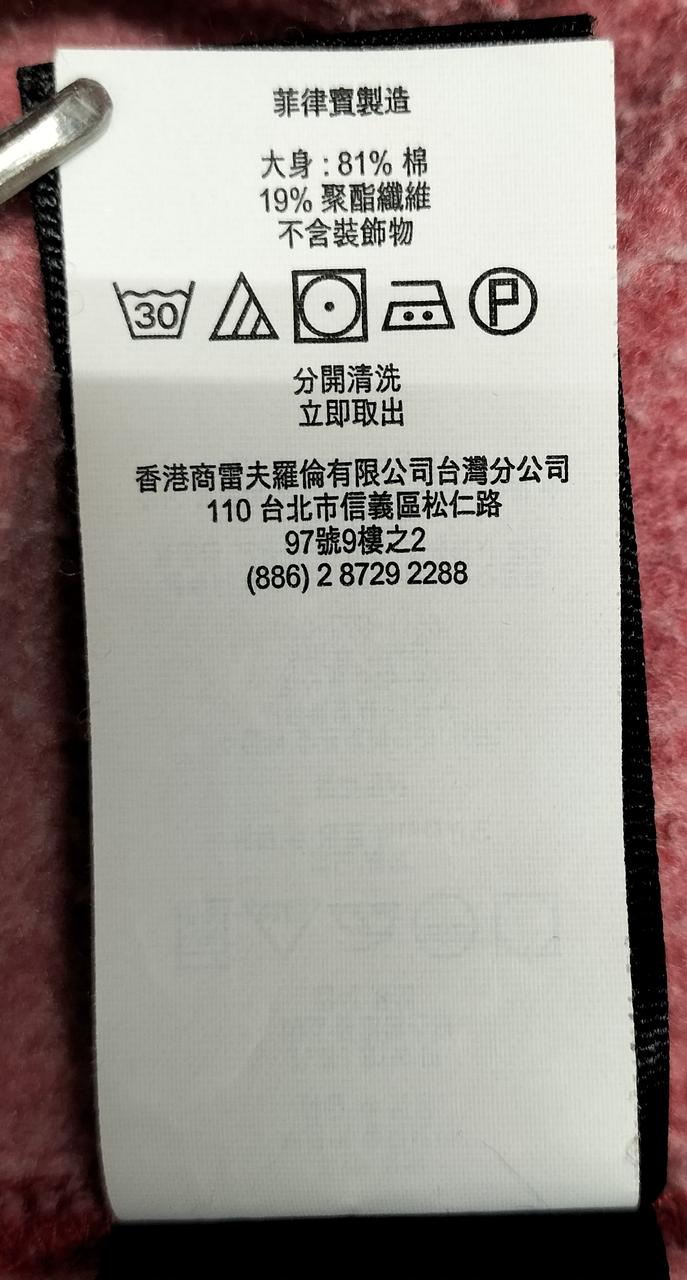 菲律賓製造
大身 : 81% 棉
19% 聚酯纖維
不含裝飾物
30
P
分開清洗
立即取出
香港商雷夫羅倫有限公司台灣分公司
110 台北市信義區松仁路
97號9樓之2
(886) 2 8729 2288